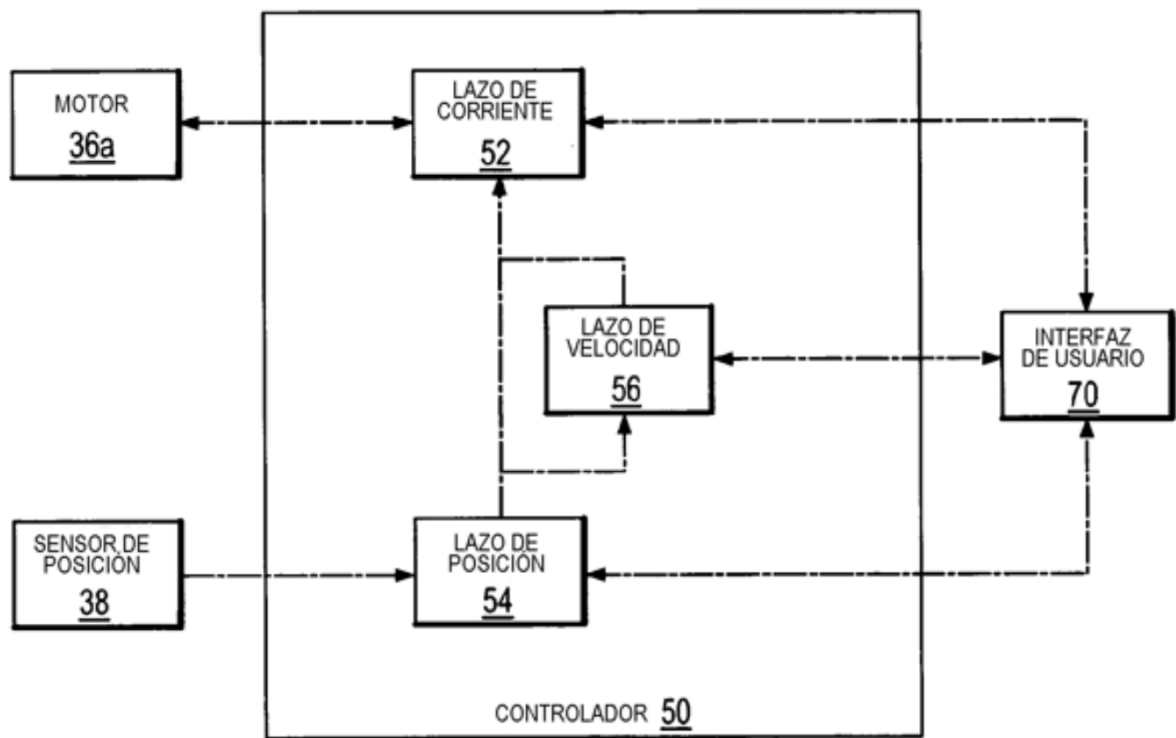 MOTOR
36a
LAZO DE
CORRIENTE
52
LAZO DE
VELOCIDAD
56
INTERFAZ
DE USUARIO
70
SENSOR DE
POSICIÓN
38
LAZO DE
POSICIÓN
54
CONTROLADOR 50